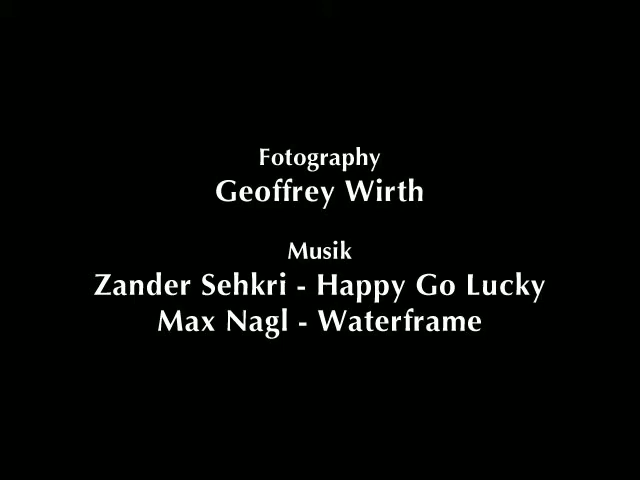 Fotography
Geoffrey Wirth
Musik
Zander Sehkri - Happy Go Lucky
Max Nagl - Waterframe